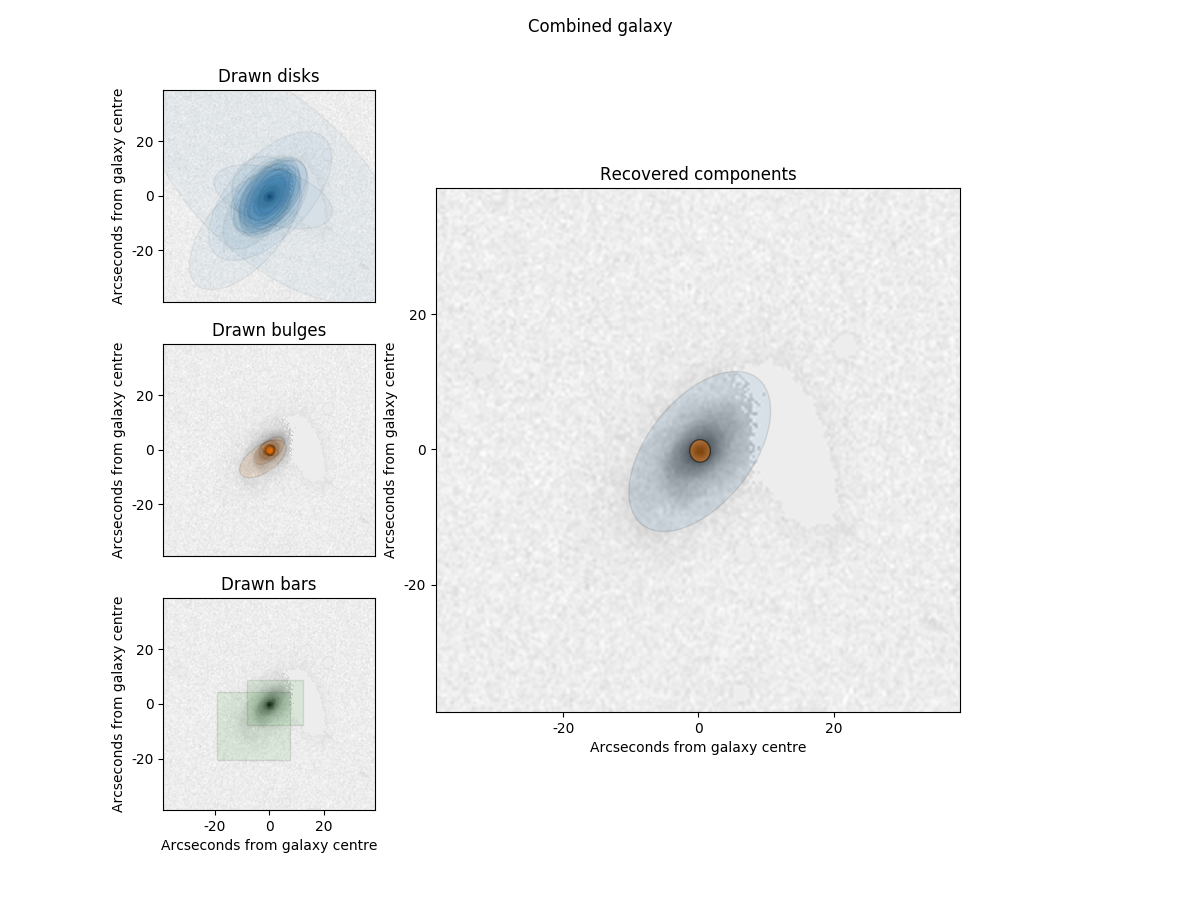 Combined galaxy
Drawn disks
Arcseconds from galaxy centre
20
0
-20
Drawn bulges
Arcseconds from galaxy centre
20
0
-20
Drawn bars
Arcseconds from galaxy centre
20
0
-20
-20 0 20
Arcseconds from galaxy centre
Recovered components
Arcseconds from galaxy centre
20
0
-20
-20 0 20
Arcseconds from galaxy centre